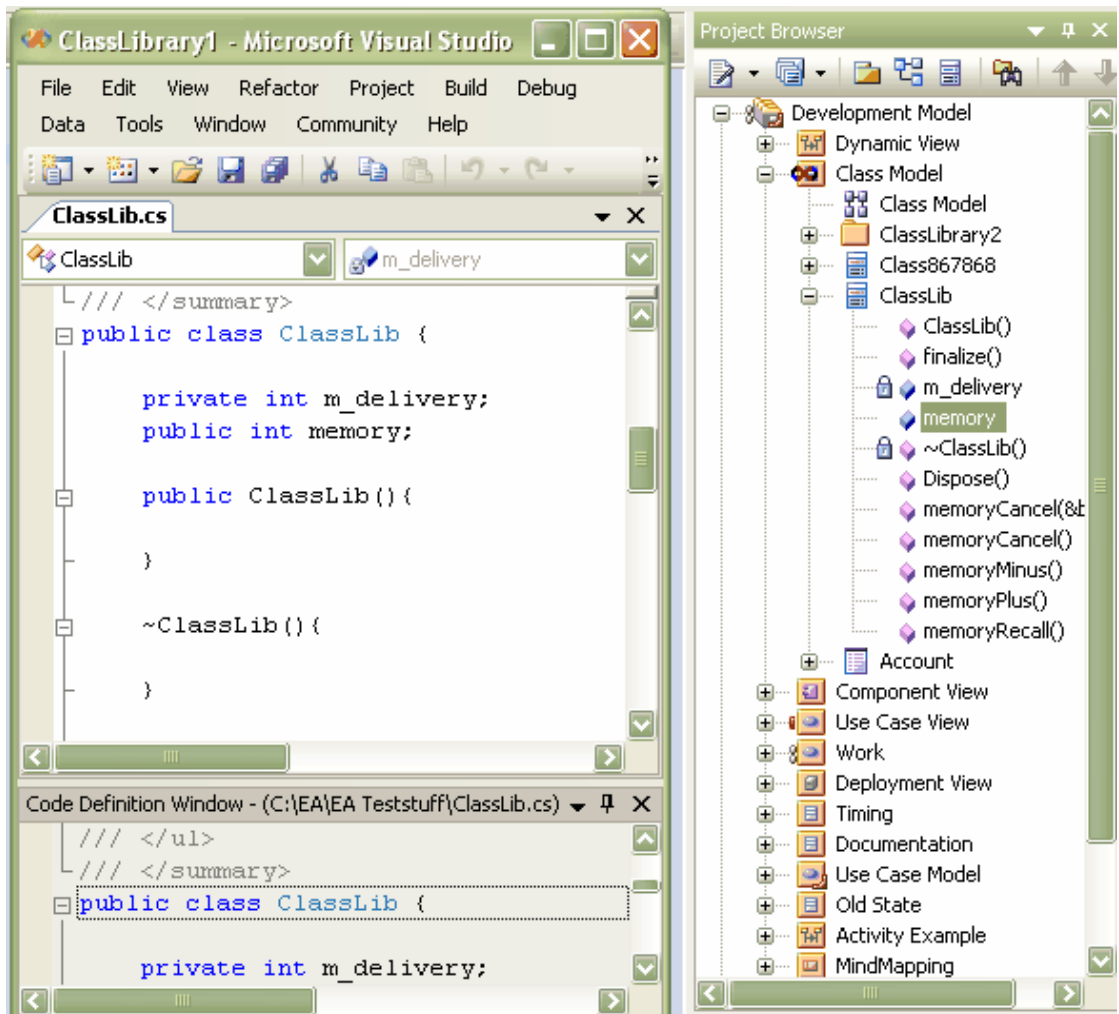 ClassLibrary1 - Microsoft Visual Studio
File Edit View Refactor Project Build Debug
Data Tools Window Community Help
ClassLib.cs
ClassLib m_delivery
/// </summary>
public class ClassLib {
private int m_delivery;
public int memory;
public ClassLib(){
}
~ClassLib(){
}
Code Definition Window - (C:\EA\EA Teststuff\ClassLib.cs)
/// </ul>
/// </summary>
public class ClassLib {
private int m_delivery;
Project Browser
Development Model
Dynamic View
Class Model
Class Model
ClassLibrary2
Class867868
ClassLib
ClassLib()
finalize()
m_delivery
memory
~ClassLib()
Dispose()
memoryCancel(&b
memoryCancel()
memoryMinus()
memoryPlus()
memoryRecall()
Account
Component View
Use Case View
Work
Deployment View
Timing
Documentation
Use Case Model
Old State
Activity Example
MindMapping